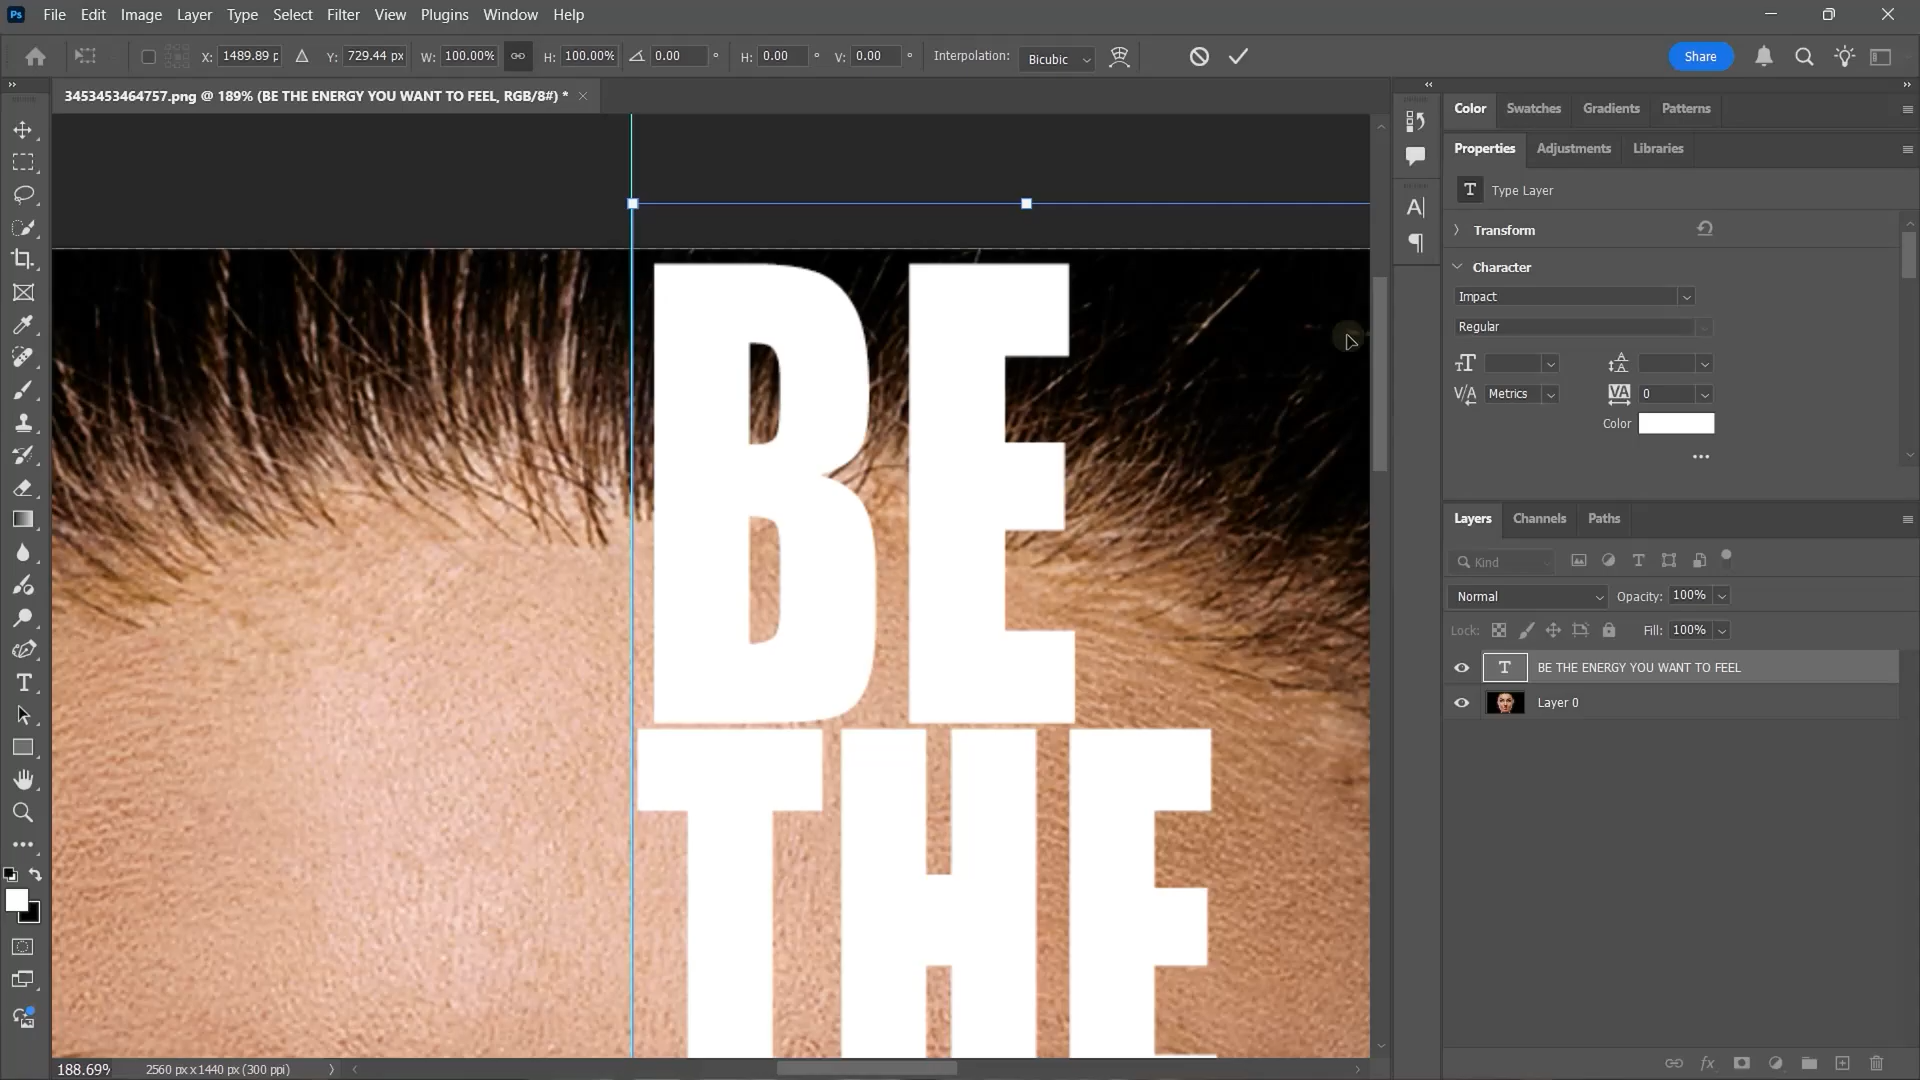 Ps File Edit Image Layer Type Select Filter View Plugins Window Help
X: 1489.89 p Y: 729.44 px W: 100.00% H: 100.00% 0.00 ° H: 0.00 ° V: 0.00 ° Interpolation: Bicubic Share
3453453464757.png @ 189% (BE THE ENERGY YOU WANT TO FEEL, RGB/8#) *
Color Swatches Gradients Patterns
Properties Adjustments Libraries
T Type Layer
Transform
Character
Impact
Regular
Metrics 0
Color
BE
THE
Layers Channels Paths
Kind
Normal Opacity: 100%
Lock: Fill: 100%
T BE THE ENERGY YOU WANT TO FEEL
Layer 0
fx
188.69% 2560 px x 1440 px (300 ppi)